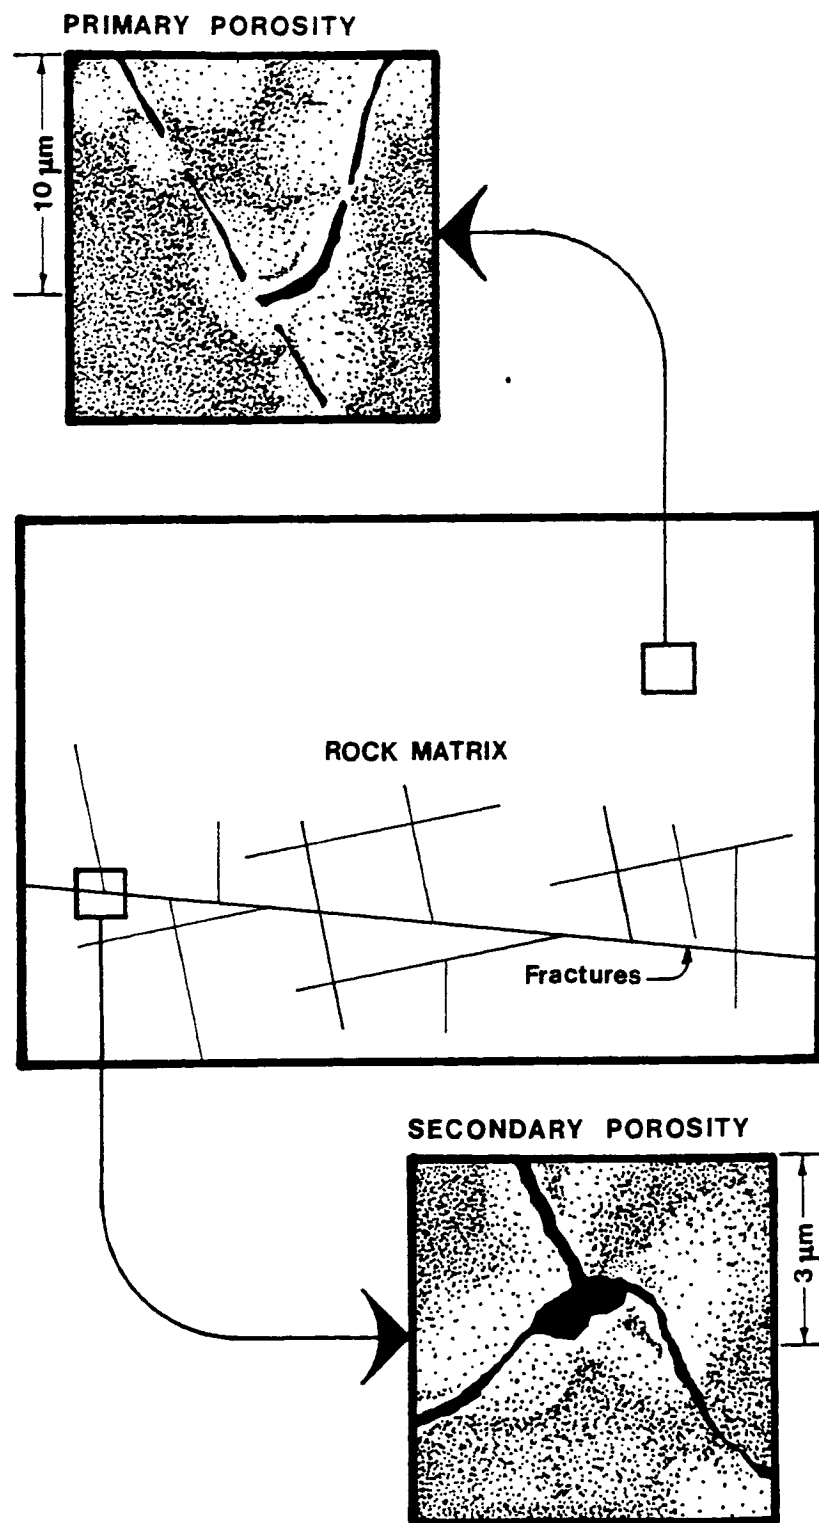 PRIMARY POROSITY
10 µm
ROCK MATRIX
Fractures
SECONDARY POROSITY
3 µm